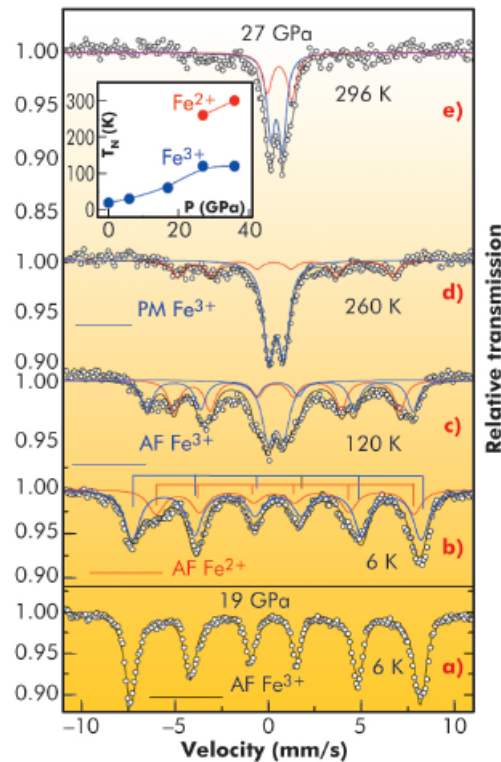 27 GPa
1.00
0.95
0.90
0.85
296 K
e)
300
200
100
0
T_N (K)
Fe2+
Fe3+
P (GPa)
0
20
40
1.00
0.95
0.90
PM Fe3+
260 K
d)
1.00
0.95
AF Fe3+
120 K
c)
1.00
0.95
0.90
AF Fe2+
6 K
b)
19 GPa
1.00
0.95
0.90
AF Fe3+
6 K
a)
−10
−5
0
5
10
Velocity (mm/s)
Relative transmission